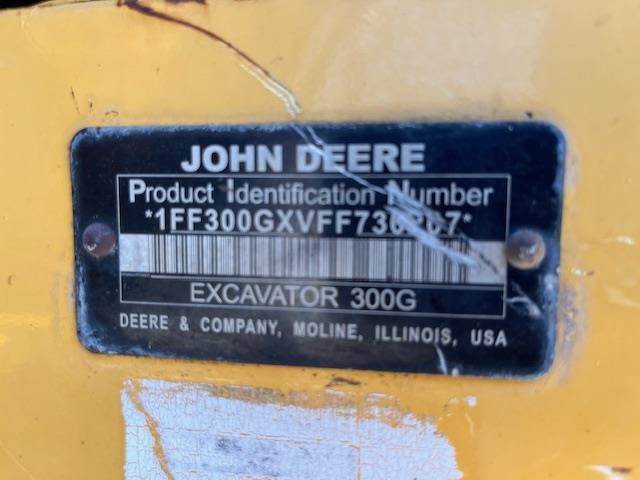 JOHN DEERE
Product Identification Number
EXCAVATOR 300G
DEERE & COMPANY, MOLINE, ILLINOIS, USA